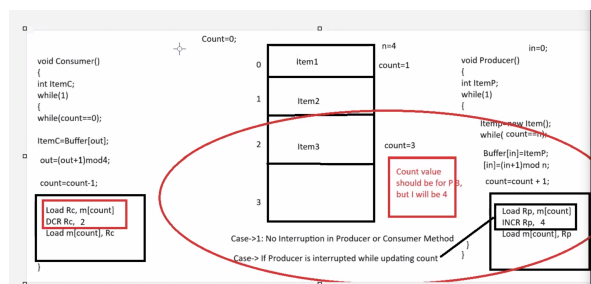 Count=0;
void Consumer()
{
int ItemC;
while(1)
{
while(count==0);
ItemC=Buffer[out];
out=(out+1)mod4;
count=count-1;
Load Rc, m[count]
DCR Rc, 2
Load m[count], Rc
}
0
Item1
1
Item2
2
Item3
3
n=4
count=1
count=3
Count value
should be for P 3,
but I will be 4
Case->1: No Interruption in Producer or Consumer Method
Case-> If Producer is interrupted while updating count
in=0;
void Producer()
{
int ItemP;
while(1)
{
Itemp=new Item();
while( count==n);
Buffer[in]=ItemP;
[in]=(in+1)mod n;
count=count + 1;
Load Rp, m[count]
INCR Rp, 4
Load m[count], Rp
}
}